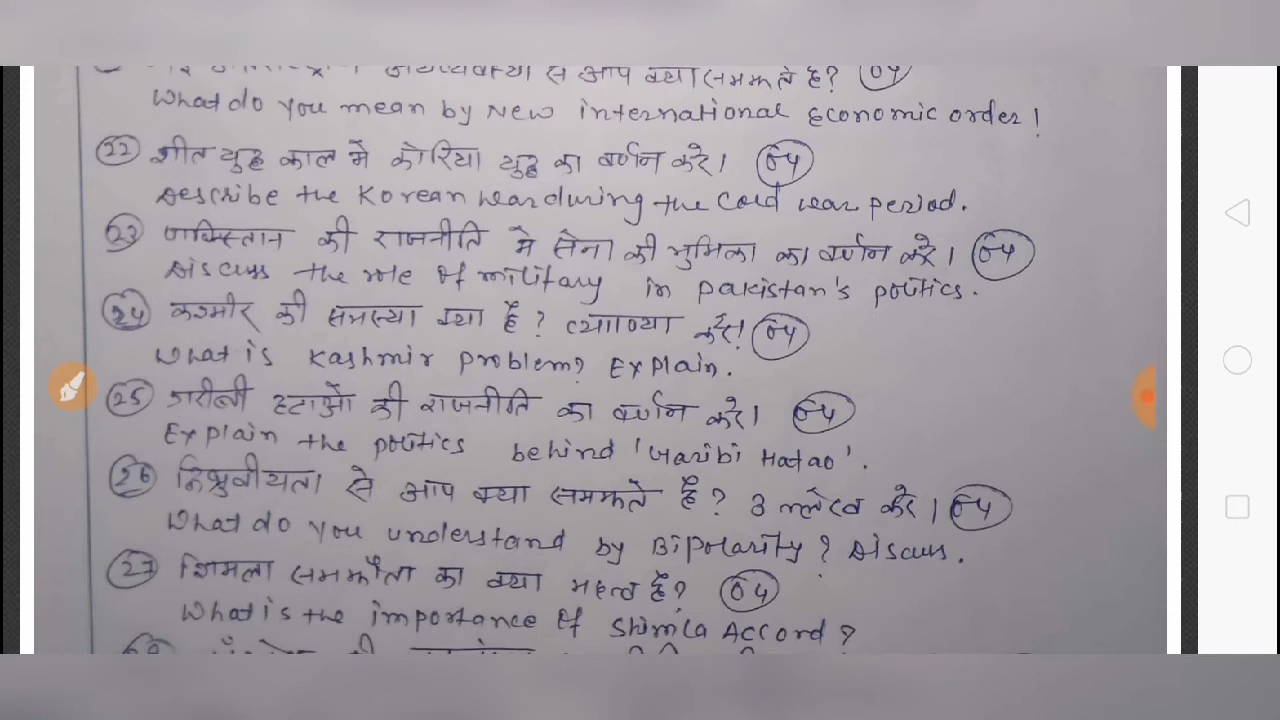 से आप क्या समझते है? 04
What do you mean by New international Economic order!
22 शीत युद्ध काल मे कोरिया युद्ध का वर्णन करे। 04
Describe the Korean war during the cold war period.
23 पाकिस्तान की राजनीति मे सेना की भुमिका का वर्णन करे। 04
Discuss the role of military in pakistan's politics.
24 कश्मीर की समस्या क्या है? व्याख्या करें! 04
What is Kashmir problem? Explain.
25 गरीबी हटाओ की राजनीति का वर्णन करे। 04
Explain the politics behind 'Garibi Hatao'.
26 से आप क्या समझते है? करे। 04
What do you understand by Bipolarity? Discuss.
27 शिमला समझौता का क्या महत्व है? 04
What is the importance of Shimla Accord?